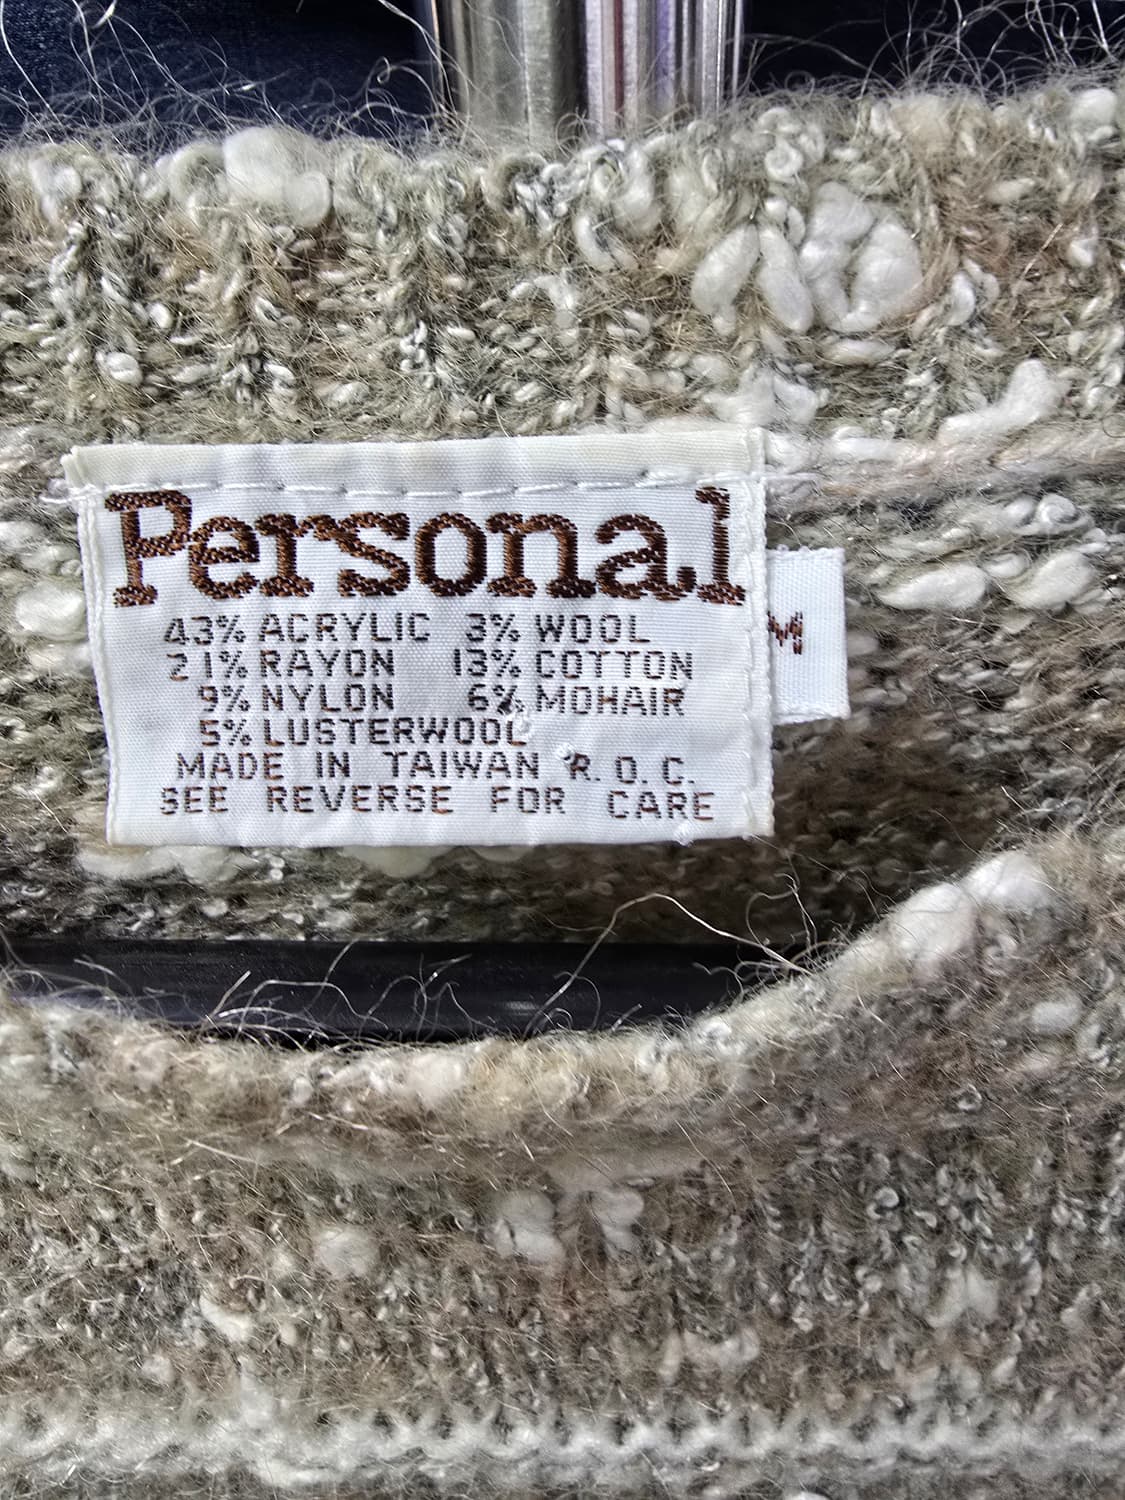 Personal
43% ACRYLIC 3% WOOL
21% RAYON 13% COTTON
9% NYLON 6% MOHAIR
5% LUSTERWOOL
MADE IN TAIWAN R.O.C.
SEE REVERSE FOR CARE
M